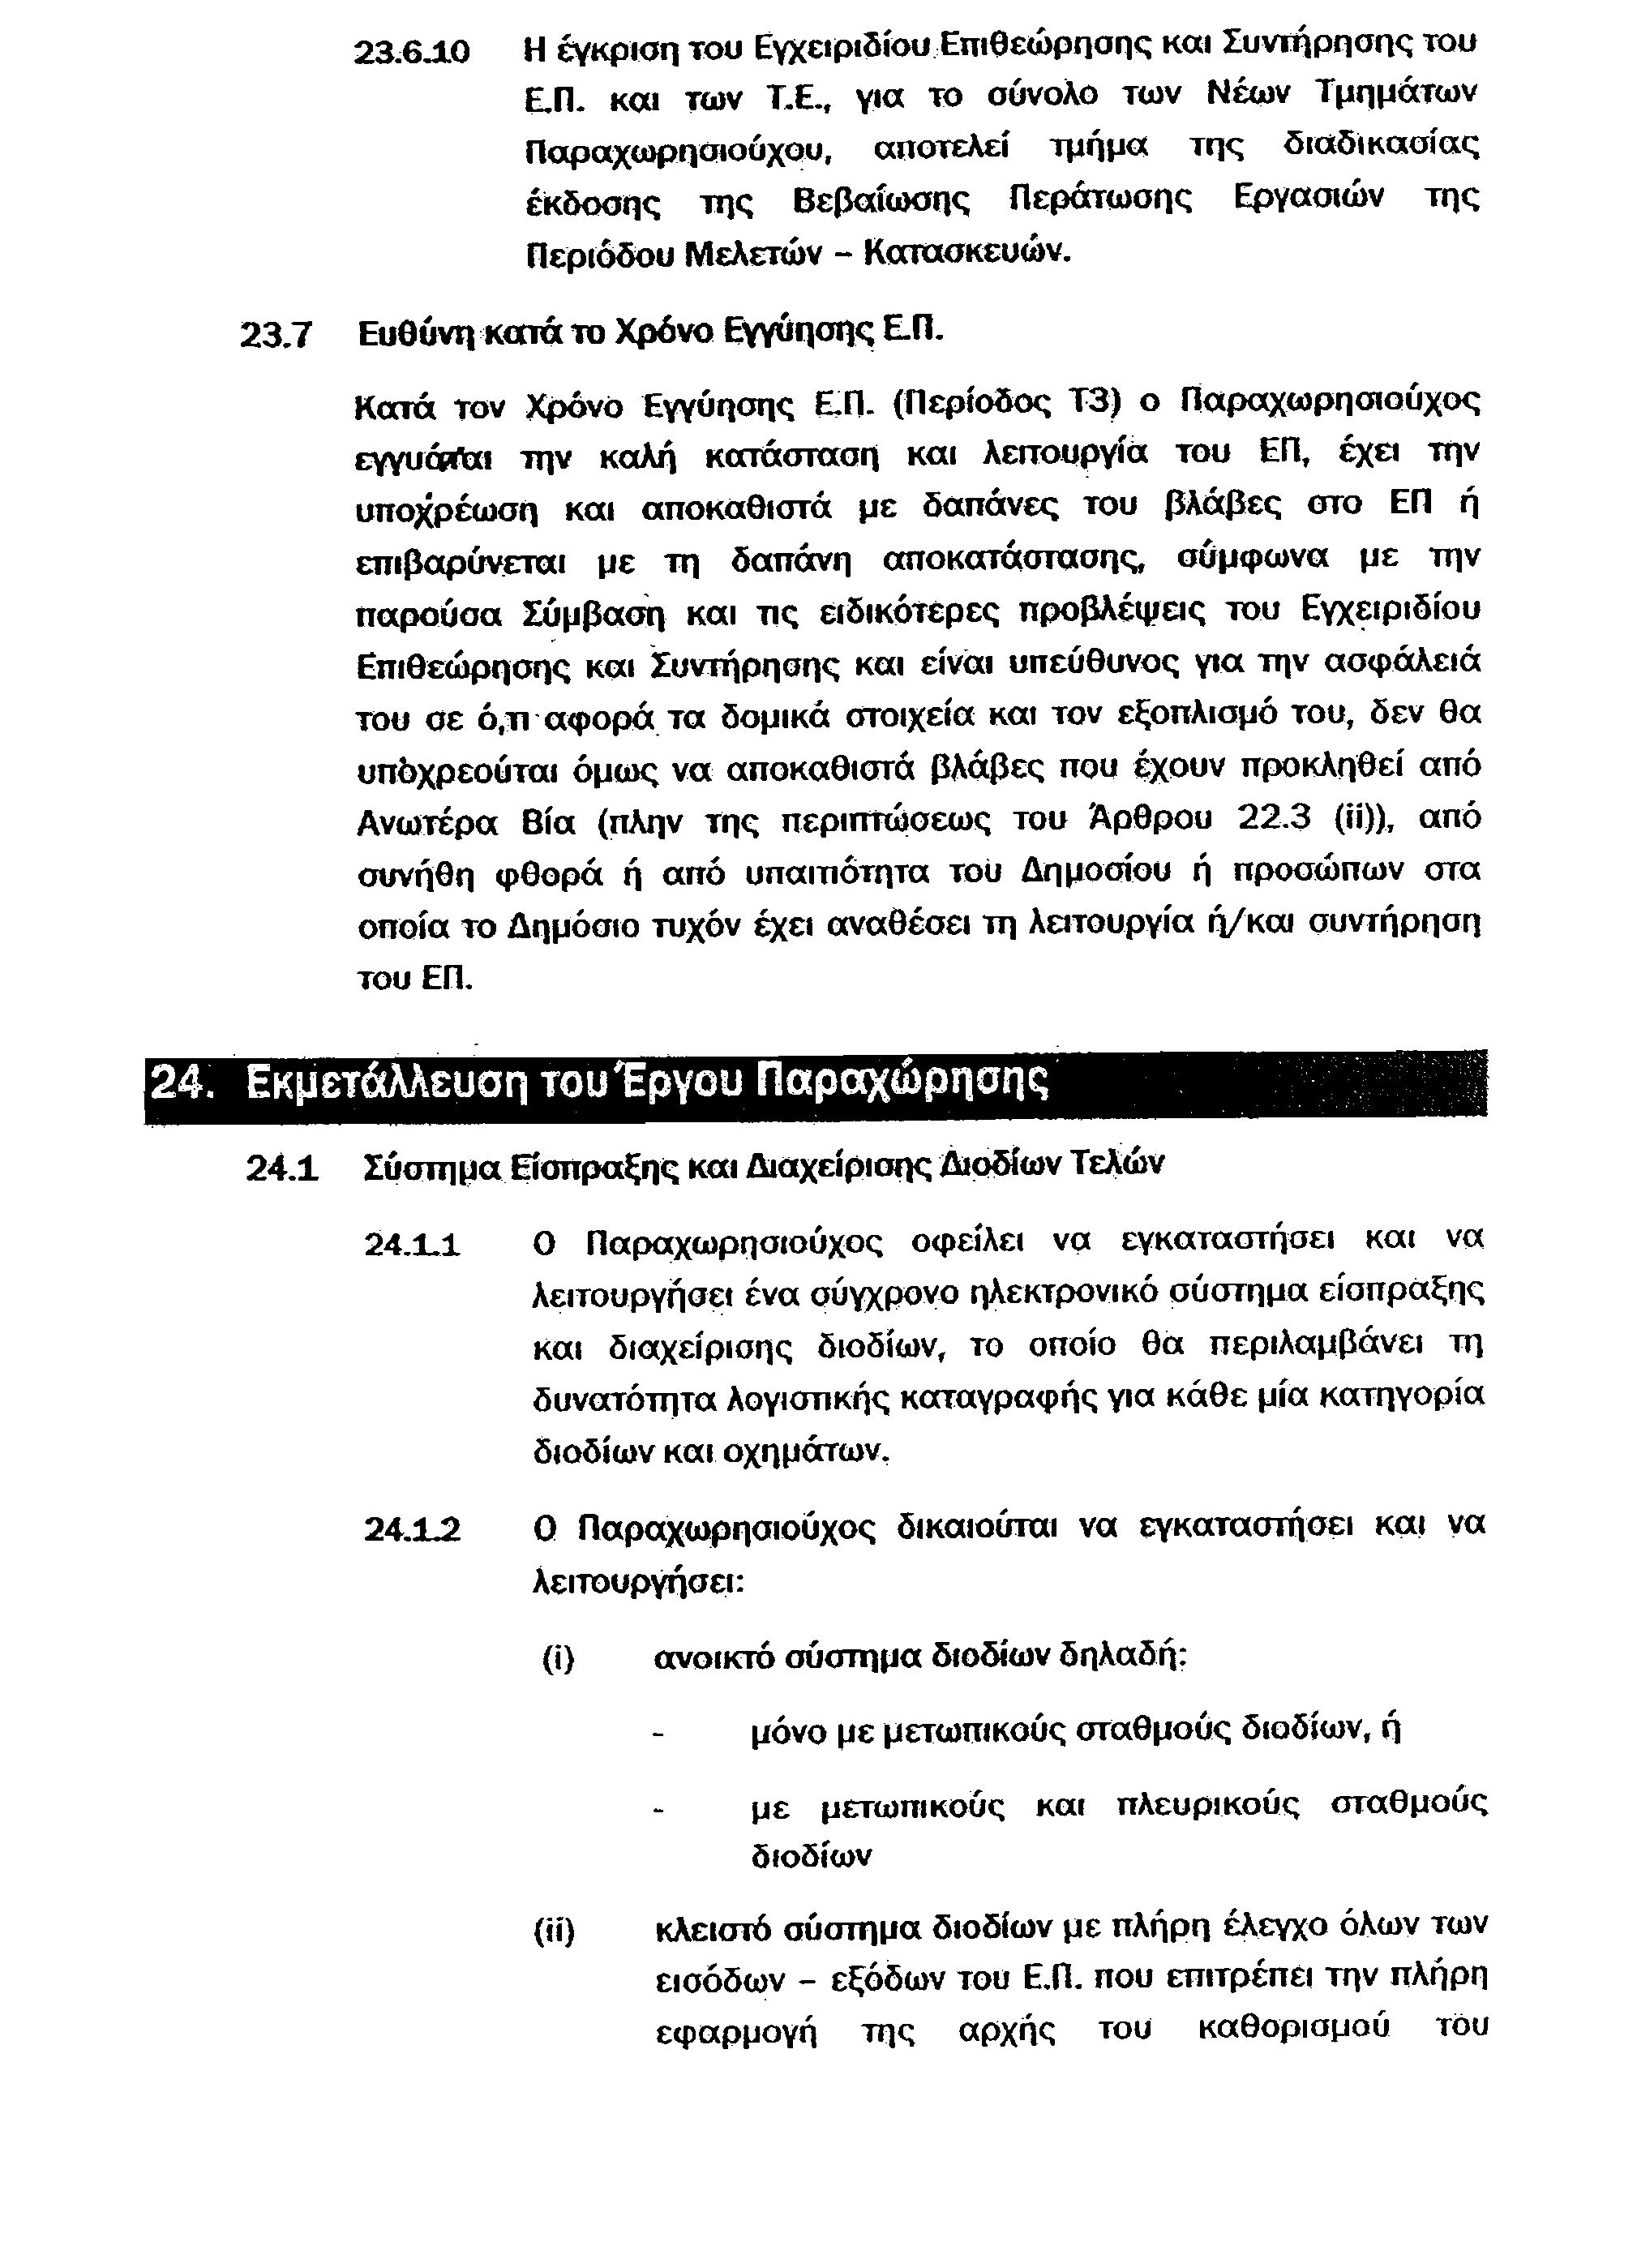 23.6.10 Η έγκριση του Εγχειριδίου Επιθεώρησης και Συντήρησης του
Ε.Π. και των Τ.Ε., για το σύνολο των Νέων Τμημάτων
Παραχωρησιούχου, αποτελεί τμήμα της διαδικασίας
έκδοσης της Βεβαίωσης Περάτωσης Εργασιών της
Περιόδου Μελετών – Κατασκευών.
23.7 Ευθύνη κατά το Χρόνο Εγγύησης Ε.Π.
Κατά τον Χρόνο Εγγύησης Ε.Π. (Περίοδος Τ3) ο Παραχωρησιούχος
εγγυάται την καλή κατάσταση και λειτουργία του ΕΠ, έχει την
υποχρέωση και αποκαθιστά με δαπάνες του βλάβες στο ΕΠ ή
επιβαρύνεται με τη δαπάνη αποκατάστασης, σύμφωνα με την
παρούσα Σύμβαση και τις ειδικότερες προβλέψεις του Εγχειριδίου
Επιθεώρησης και Συντήρησης και είναι υπεύθυνος για την ασφάλειά
του σε ό,τι αφορά τα δομικά στοιχεία και τον εξοπλισμό του, δεν θα
υποχρεούται όμως να αποκαθιστά βλάβες που έχουν προκληθεί από
Ανωτέρα Βία (πλην της περιπτώσεως του Άρθρου 22.3 (ii)), από
συνήθη φθορά ή από υπαιτιότητα του Δημοσίου ή προσώπων στα
οποία το Δημόσιο τυχόν έχει αναθέσει τη λειτουργία ή/και συντήρηση
του ΕΠ.
24. Εκμετάλλευση του Έργου Παραχώρησης
24.1 Σύστημα Είσπραξης και Διαχείρισης Διοδίων Τελών
24.1.1 Ο Παραχωρησιούχος οφείλει να εγκαταστήσει και να
λειτουργήσει ένα σύγχρονο ηλεκτρονικό σύστημα είσπραξης
και διαχείρισης διοδίων, το οποίο θα περιλαμβάνει τη
δυνατότητα λογιστικής καταγραφής για κάθε μία κατηγορία
διοδίων και οχημάτων.
24.1.2 Ο Παραχωρησιούχος δικαιούται να εγκαταστήσει και να
λειτουργήσει:
(i) ανοικτό σύστημα διοδίων δηλαδή:
- μόνο με μετωπικούς σταθμούς διοδίων, ή
- με μετωπικούς και πλευρικούς σταθμούς
διοδίων
(ii) κλειστό σύστημα διοδίων με πλήρη έλεγχο όλων των
εισόδων – εξόδων του Ε.Π. που επιτρέπει την πλήρη
εφαρμογή της αρχής του καθορισμού του